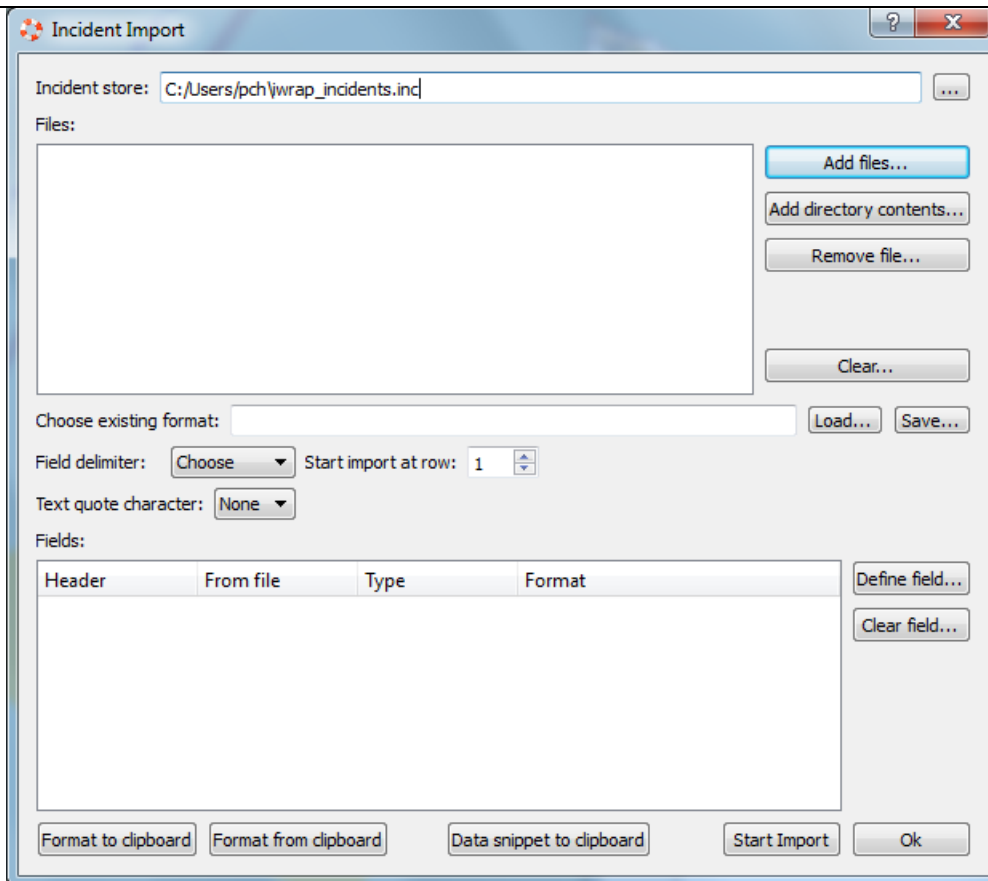 Incident Import
Incident store: C:/Users/pch\iwrap_incidents.inc ...
Files:
Add files...
Add directory contents...
Remove file...
Clear...
Choose existing format: Load... Save...
Field delimiter: Choose Start import at row: 1
Text quote character: None
Fields:
Header From file Type Format Define field...
Clear field...
Format to clipboard Format from clipboard Data snippet to clipboard Start Import Ok